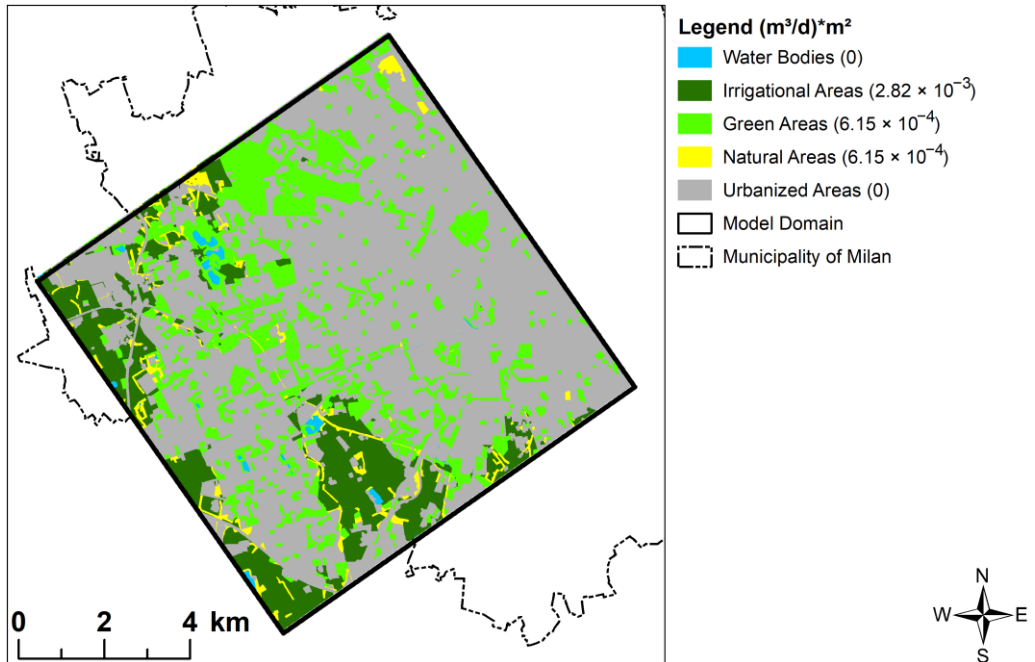 Legend (m³/d)*m²
Water Bodies (0)
Irrigational Areas (2.82 × 10⁻³)
Green Areas (6.15 × 10⁻⁴)
Natural Areas (6.15 × 10⁻⁴)
Urbanized Areas (0)
Model Domain
Municipality of Milan
0 2 4 km
N
W E
S